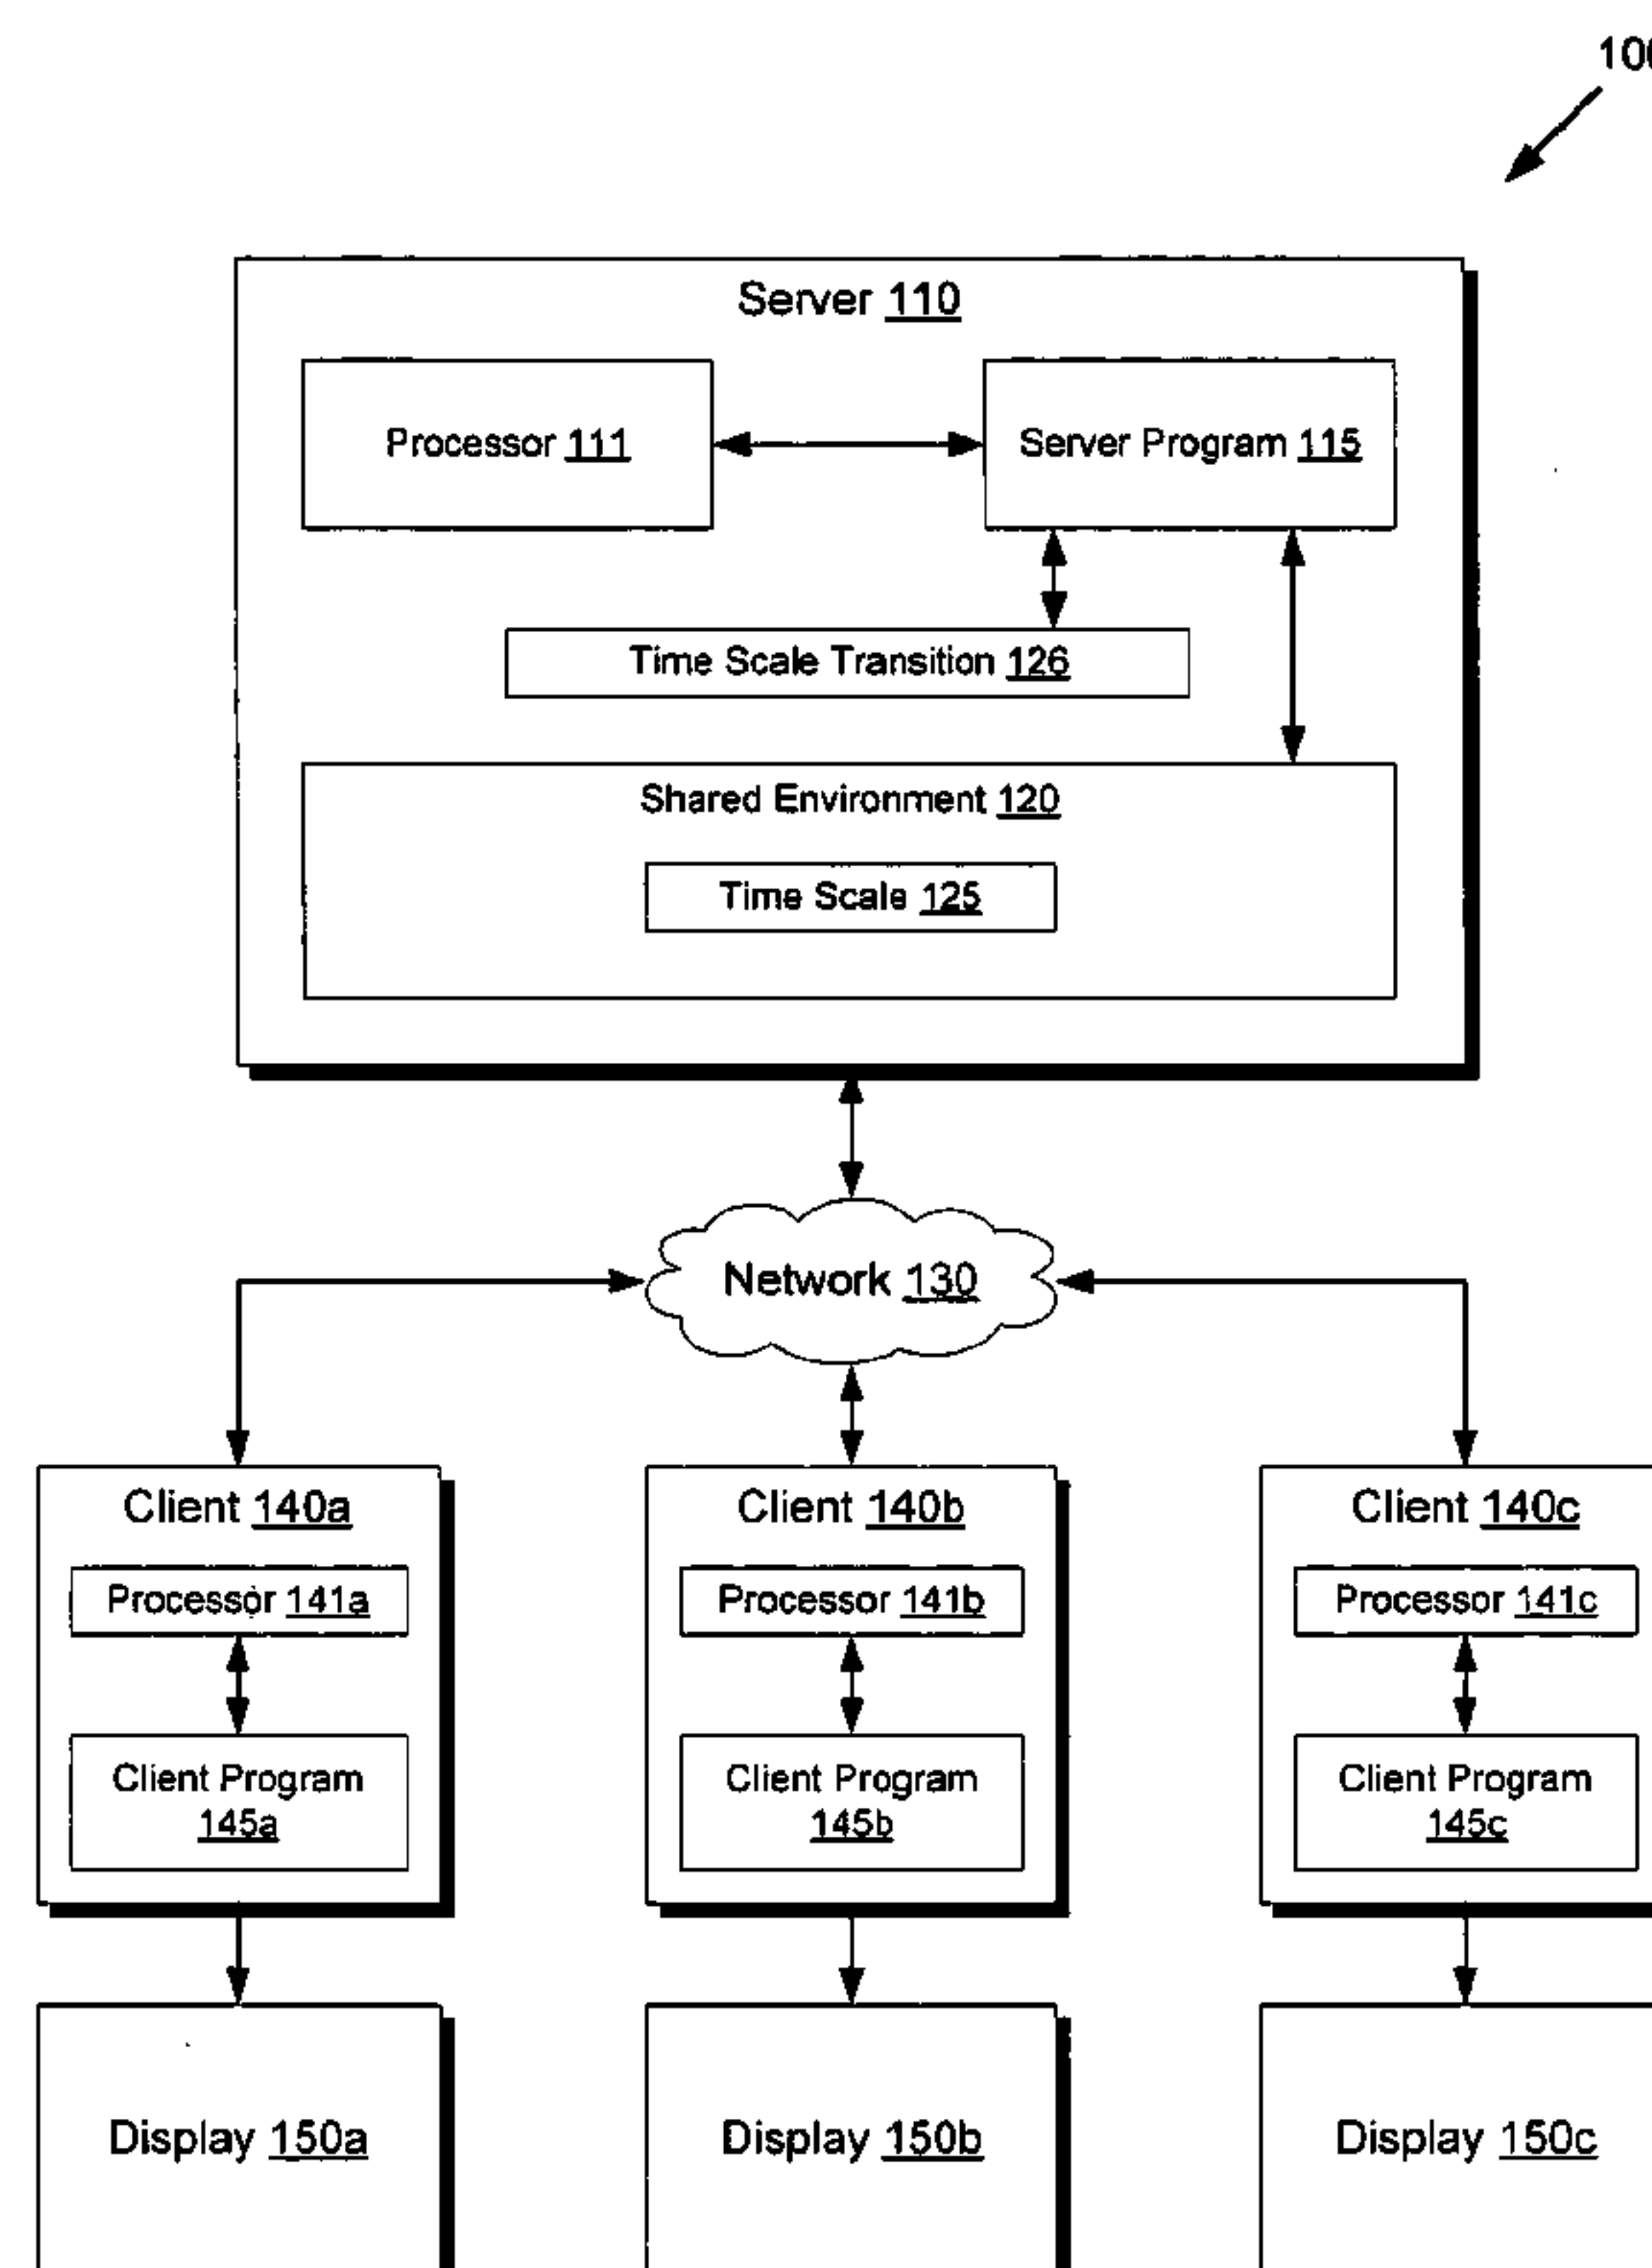 Server 110
Processor 111
Server Program 115
Time Scale Transition 126
Shared Environment 120
Time Scale 125
Network 130
Client 140a
Client 140b
Client 140c
Processor 141a
Processor 141b
Processor 141c
Client Program
145a
Client Program
145b
Client Program
145c
Display 150a
Display 150b
Display 150c